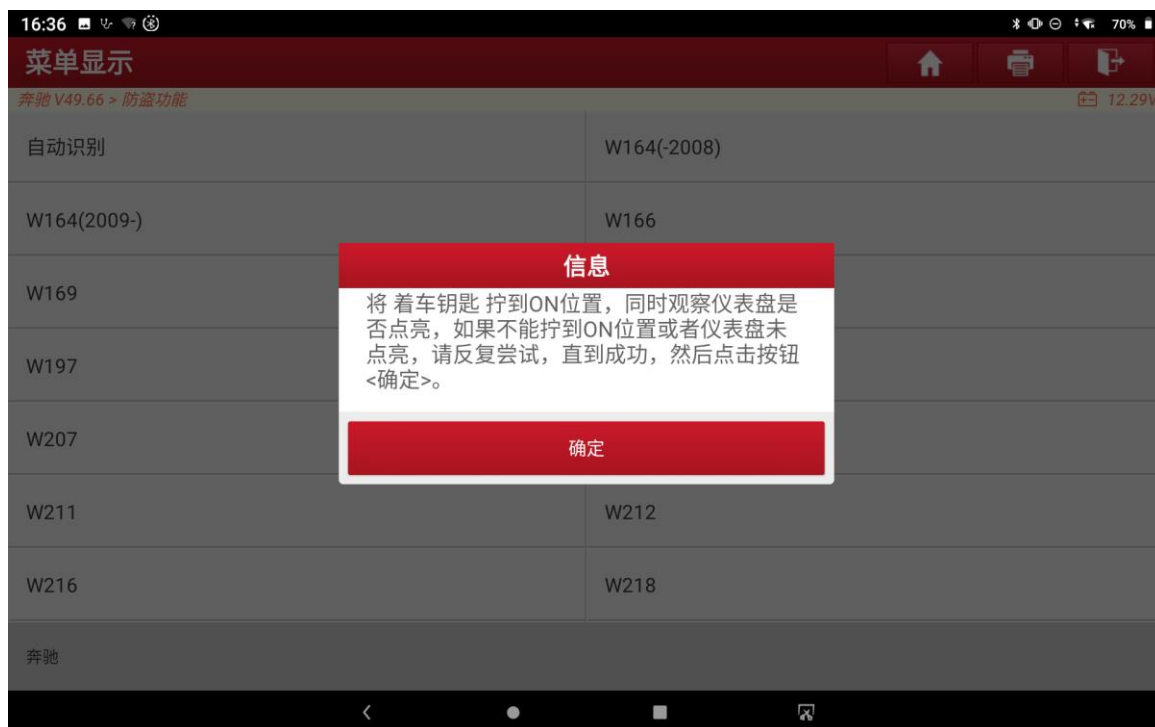 16:36
70%
菜单显示
奔驰 V49.66 > 防盗功能
12.29V
自动识别
W164(-2008)
W164(2009-)
W166
信息
将 着车钥匙 拧到ON位置，同时观察仪表盘是
否点亮，如果不能拧到ON位置或者仪表盘未
点亮，请反复尝试，直到成功，然后点击按钮
<确定>。
确定
W169
W197
W207
W211
W212
W216
W218
奔驰